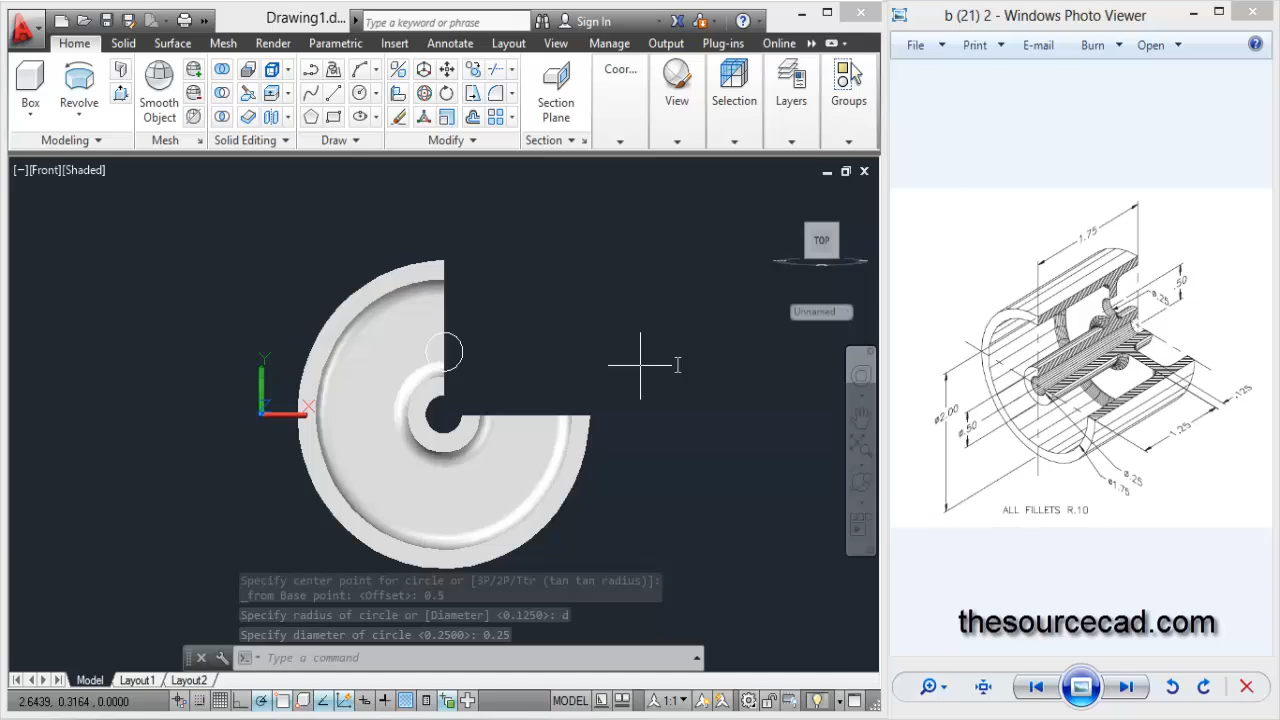 Drawing1.d...
Type a keyword or phrase
Sign In
b (21) 2 - Windows Photo Viewer
Home Solid Surface Mesh Render Parametric Insert Annotate Layout View Manage Output Plug-ins Online
File Print E-mail Burn Open
Box Revolve Smooth Object Section Plane Coor... View Selection Layers Groups
Modeling Mesh Solid Editing Draw Modify Section
[−][Front][Shaded]
TOP
Unnamed
Y
X
Z
1.75
.50
ø.25
ø2.00
ø.50
1.25
ø.25
ø1.75
ALL FILLETS R.10
Specify center point for circle or [3P/2P/Ttr (tan tan radius)]:
_from Base point: <Offset>: 0.5
Specify radius of circle or [Diameter] <0.1250>: d
Specify diameter of circle <0.2500>: 0.25
Type a command
thesourcecad.com
Model Layout1 Layout2
2.6439, 0.3164, 0.0000
MODEL
1:1